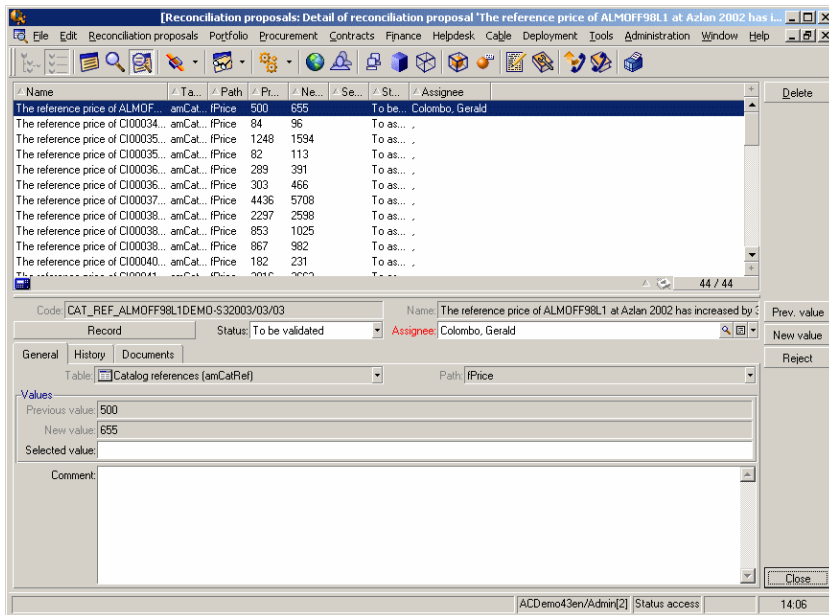 [Reconciliation proposals: Detail of reconciliation proposal 'The reference price of ALMOFF98L1 at Azlan 2002 has i...
File Edit Reconciliation proposals Portfolio Procurement Contracts Finance Helpdesk Cable Deployment Tools Administration Window Help
Name Ta... Path Pr... Ne... Se... St... Assignee
Delete
The reference price of ALMOF... amCat... fPrice 500 655 To be... Colombo, Gerald
The reference price of CI00034... amCat... fPrice 84 96 To as... ,
The reference price of CI00035... amCat... fPrice 1248 1594 To as... ,
The reference price of CI00035... amCat... fPrice 82 113 To as... ,
The reference price of CI00036... amCat... fPrice 289 391 To as... ,
The reference price of CI00036... amCat... fPrice 303 466 To as... ,
The reference price of CI00037... amCat... fPrice 4436 5708 To as... ,
The reference price of CI00038... amCat... fPrice 2297 2598 To as... ,
The reference price of CI00038... amCat... fPrice 853 1025 To as... ,
The reference price of CI00038... amCat... fPrice 867 982 To as... ,
The reference price of CI00040... amCat... fPrice 182 231 To as... ,
44 / 44
Code: CAT_REF_ALMOFF98L1DEMO-S32003/03/03 Name: The reference price of ALMOFF98L1 at Azlan 2002 has increased by
Prev. value
Record Status: To be validated Assignee: Colombo, Gerald
New value
General History Documents
Reject
Table: Catalog references (amCatRef) Path: fPrice
Values
Previous value: 500
New value: 655
Selected value:
Comment:
Close
ACDemo43en/Admin[2] Status access 14:06